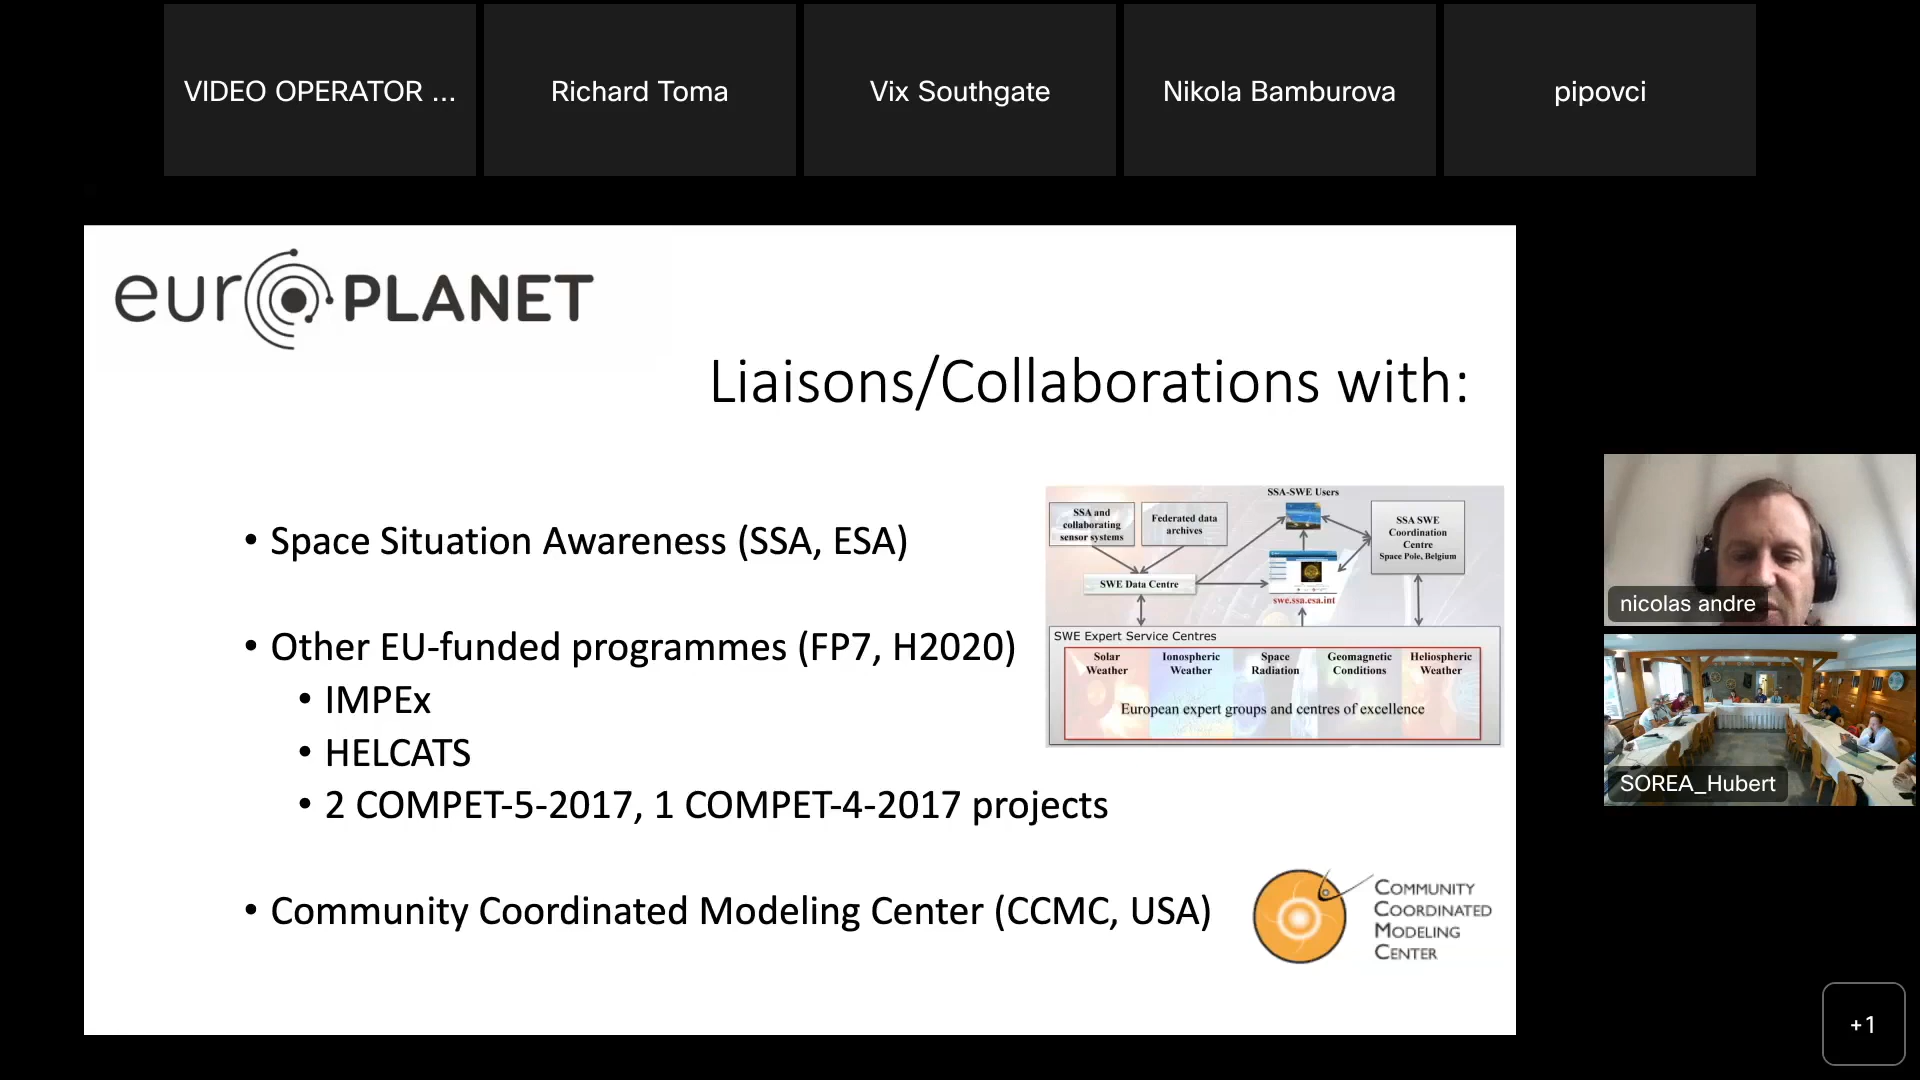 VIDEO OPERATOR ...
Richard Toma
Vix Southgate
Nikola Bamburova
pipovci
euroPLANET
Liaisons/Collaborations with:
• Space Situation Awareness (SSA, ESA)
• Other EU-funded programmes (FP7, H2020)
• IMPEx
• HELCATS
• 2 COMPET-5-2017, 1 COMPET-4-2017 projects
• Community Coordinated Modeling Center (CCMC, USA)
SSA-SWE Users
SSA and
collaborating
sensor systems
Federated data
archives
SSA SWE
Coordination
Centre
Space Pole, Belgium
SWE Data Centre
swe.ssa.esa.int
SWE Expert Service Centres
Solar
Weather
Ionospheric
Weather
Space
Radiation
Geomagnetic
Conditions
Heliospheric
Weather
European expert groups and centres of excellence
COMMUNITY
COORDINATED
MODELING
CENTER
nicolas andre
SOREA_Hubert
+1